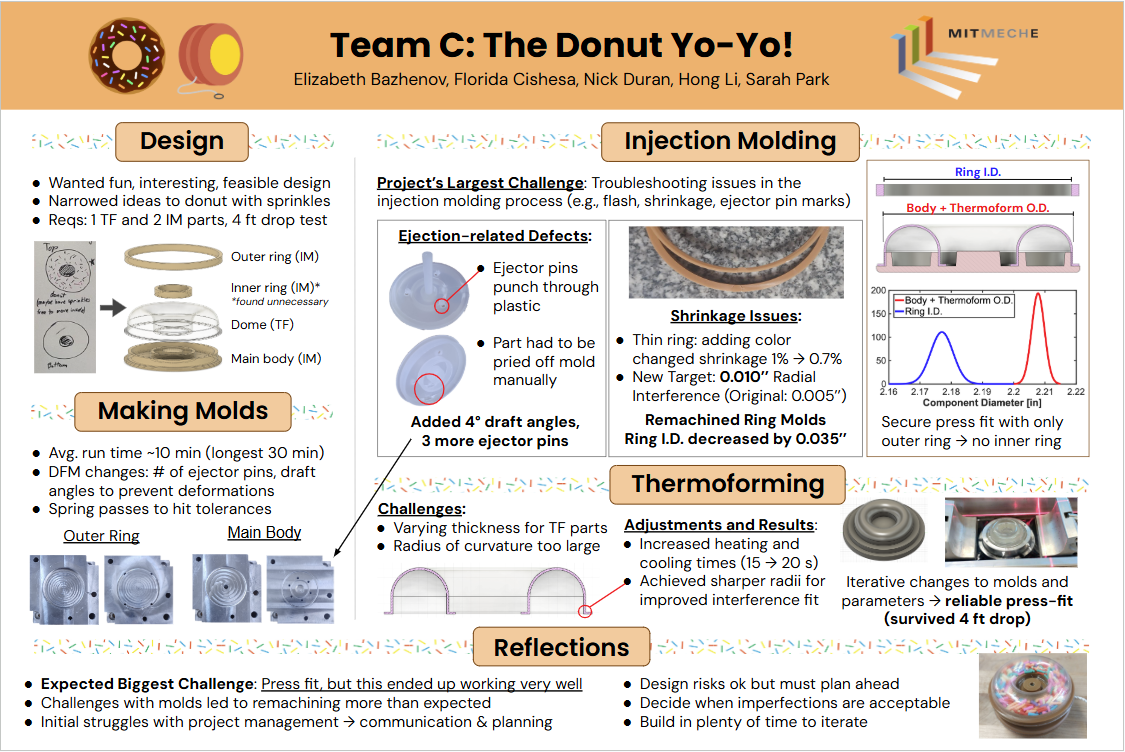 Team C: The Donut Yo-Yo!
Elizabeth Bazhenov, Florida Cishesa, Nick Duran, Hong Li, Sarah Park
MITMECHE
Design
● Wanted fun, interesting, feasible design
● Narrowed ideas to donut with sprinkles
● Reqs: 1 TF and 2 IM parts, 4 ft drop test
Top
donut
Bottom
Outer ring (IM)
Inner ring (IM)*
*found unnecessary
Dome (TF)
Main body (IM)
Making Molds
● Avg. run time ~10 min (longest 30 min)
● DFM changes: # of ejector pins, draft
angles to prevent deformations
● Spring passes to hit tolerances
Outer Ring
Main Body
Injection Molding
Project's Largest Challenge: Troubleshooting issues in the
injection molding process (e.g., flash, shrinkage, ejector pin marks)
Ejection-related Defects:
● Ejector pins
punch through
plastic
● Part had to be
pried off mold
manually
Added 4° draft angles,
3 more ejector pins
Shrinkage Issues:
● Thin ring: adding color
changed shrinkage 1% → 0.7%
● New Target: 0.010″ Radial
Interference (Original: 0.005″)
Remachined Ring Molds
Ring I.D. decreased by 0.035″
Ring I.D.
Body + Thermoform O.D.
200
150
100
50
0
Body + Thermoform O.D.
Ring I.D.
2.16 2.17 2.18 2.19 2.20 2.21 2.22
Component Diameter [in]
Secure press fit with only
outer ring → no inner ring
Thermoforming
Challenges:
● Varying thickness for TF parts
● Radius of curvature too large
Adjustments and Results:
● Increased heating and
cooling times (15 → 20 s)
● Achieved sharper radii for
improved interference fit
Iterative changes to molds and
parameters → reliable press-fit
(survived 4 ft drop)
Reflections
● Expected Biggest Challenge: Press fit, but this ended up working very well
● Challenges with molds led to remachining more than expected
● Initial struggles with project management → communication & planning
● Design risks ok but must plan ahead
● Decide when imperfections are acceptable
● Build in plenty of time to iterate